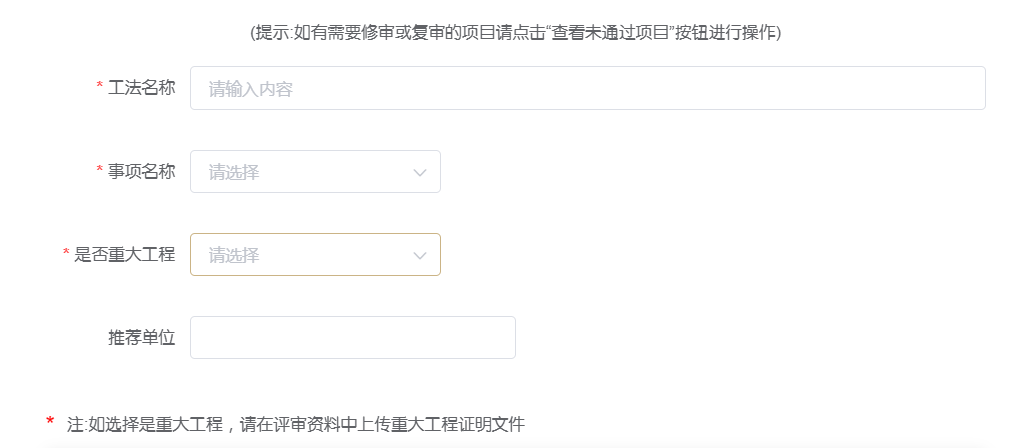 (提示:如有需要修审或复审的项目请点击“查看未通过项目”按钮进行操作)
* 工法名称 请输入内容
* 事项名称 请选择
* 是否重大工程 请选择
推荐单位
* 注:如选择是重大工程，请在评审资料中上传重大工程证明文件